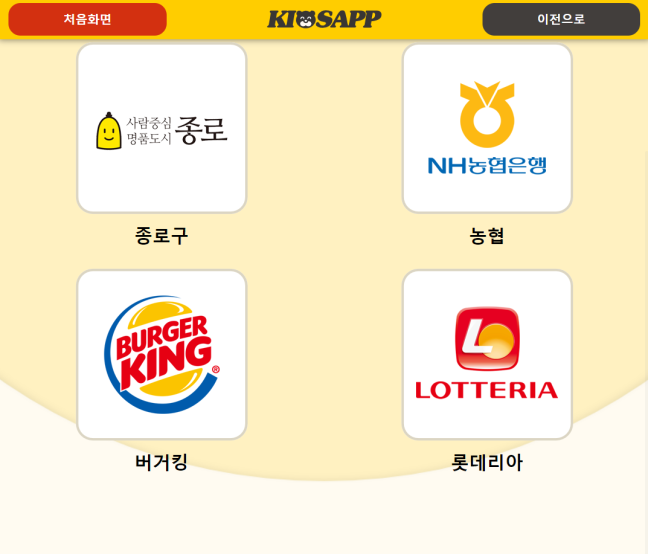 처음화면
KIOSAPP
이전으로
사람중심
명품도시
종로
NH농협은행
종로구
농협
BURGER
KING
®
L
LOTTERIA
버거킹
롯데리아